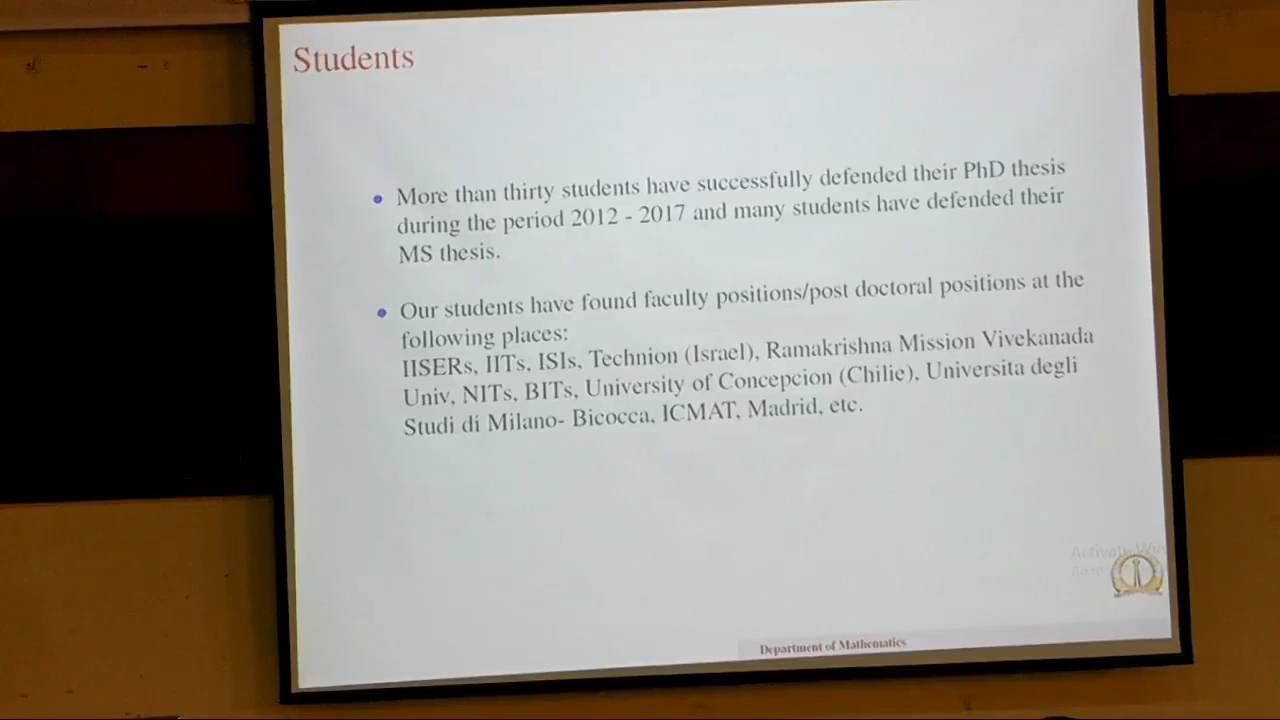 Students
More than thirty students have successfully defended their PhD thesis
during the period 2012 - 2017 and many students have defended their
MS thesis.
Our students have found faculty positions/post doctoral positions at the
following places:
IISERs, IITs, ISIs, Technion (Israel), Ramakrishna Mission Vivekanada
Univ, NITs, BITs, University of Concepcion (Chilie), Universita degli
Studi di Milano- Bicocca, ICMAT, Madrid, etc.
Activate
Go to
Department of Mathematics